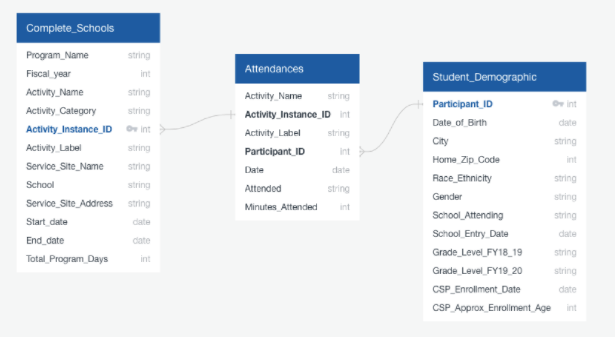 Complete_Schools
Program_Name string
Fiscal_year int
Activity_Name string
Activity_Category string
Activity_Instance_ID int
Activity_Label string
Service_Site_Name string
School string
Service_Site_Address string
Start_date date
End_date date
Total_Program_Days int
Attendances
Activity_Name string
Activity_Instance_ID int
Activity_Label string
Participant_ID int
Date date
Attended string
Minutes_Attended int
Student_Demographic
Participant_ID int
Date_of_Birth date
City string
Home_Zip_Code int
Race_Ethnicity string
Gender string
School_Attending string
School_Entry_Date date
Grade_Level_FY18_19 string
Grade_Level_FY19_20 string
CSP_Enrollment_Date date
CSP_Approx_Enrollment_Age int